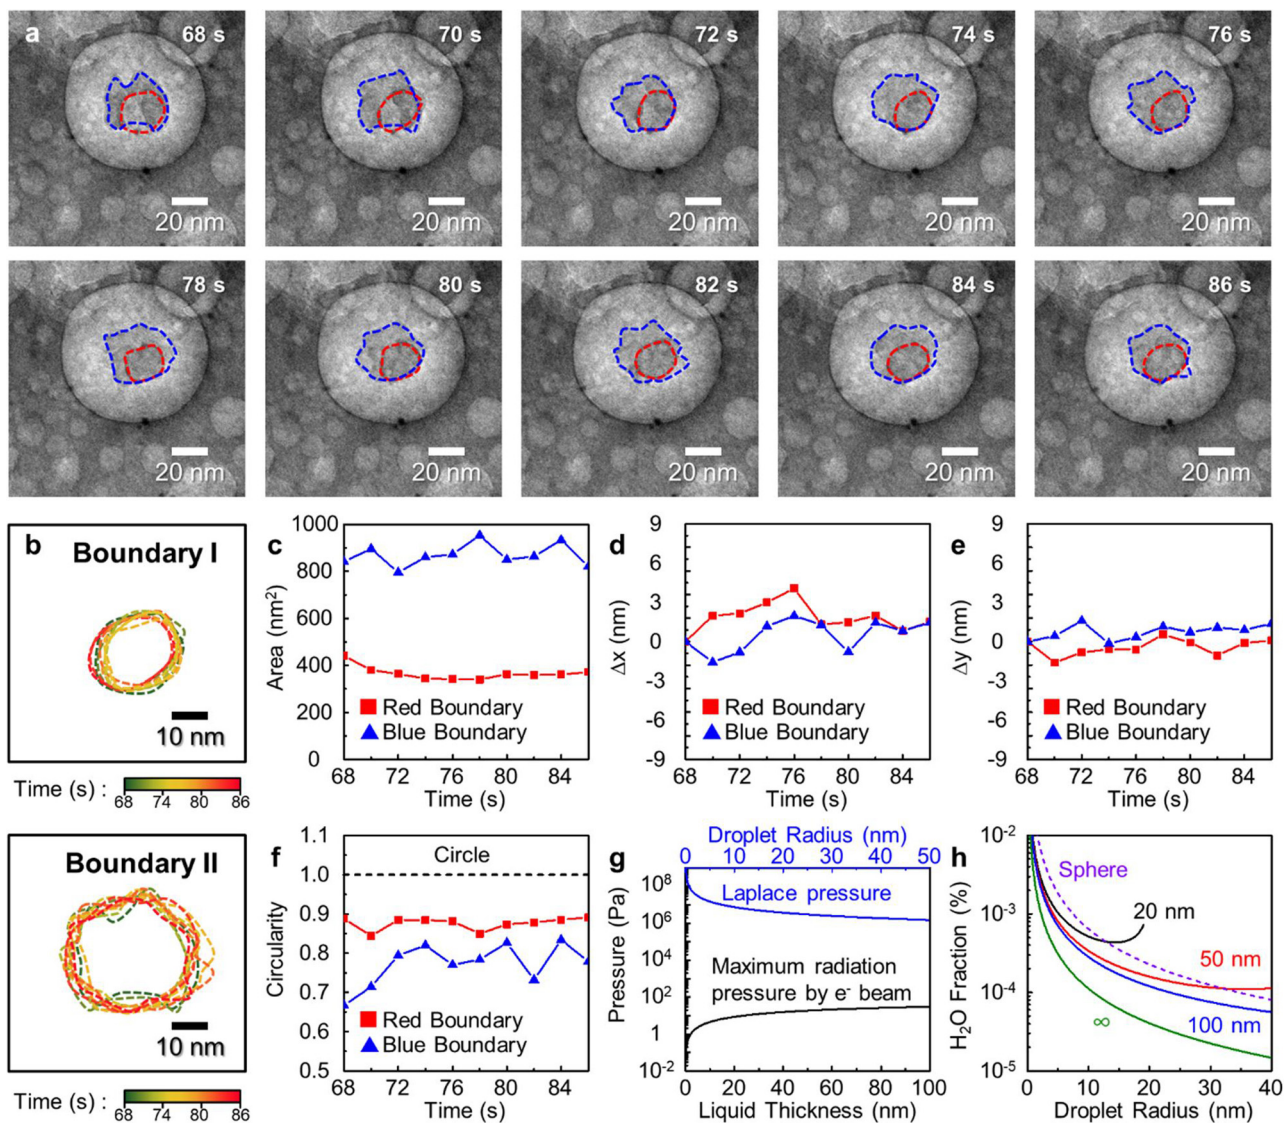 a
68 s
70 s
72 s
74 s
76 s
20 nm
20 nm
20 nm
20 nm
20 nm
78 s
80 s
82 s
84 s
86 s
20 nm
20 nm
20 nm
20 nm
20 nm
b
Boundary I
10 nm
Time (s) :
68 74 80 86
Boundary II
10 nm
Time (s) :
68 74 80 86
c
1000
800
600
400
200
0
Area (nm²)
Red Boundary
Blue Boundary
68 72 76 80 84
Time (s)
d
9
6
3
0
-3
-6
-9
Δx (nm)
Red Boundary
Blue Boundary
68 72 76 80 84
Time (s)
e
9
6
3
0
-3
-6
-9
Δy (nm)
Red Boundary
Blue Boundary
68 72 76 80 84
Time (s)
f
1.1
1.0
0.9
0.8
0.7
0.6
0.5
Circularity
Circle
Red Boundary
Blue Boundary
68 72 76 80 84
Time (s)
g
Droplet Radius (nm)
0 10 20 30 40 50
10⁸
10⁶
10⁴
10²
1
10⁻²
Pressure (Pa)
Laplace pressure
Maximum radiation
pressure by e⁻ beam
0 20 40 60 80 100
Liquid Thickness (nm)
h
10⁻²
10⁻³
10⁻⁴
10⁻⁵
H₂O Fraction (%)
Sphere
20 nm
50 nm
100 nm
∞
0 10 20 30 40
Droplet Radius (nm)